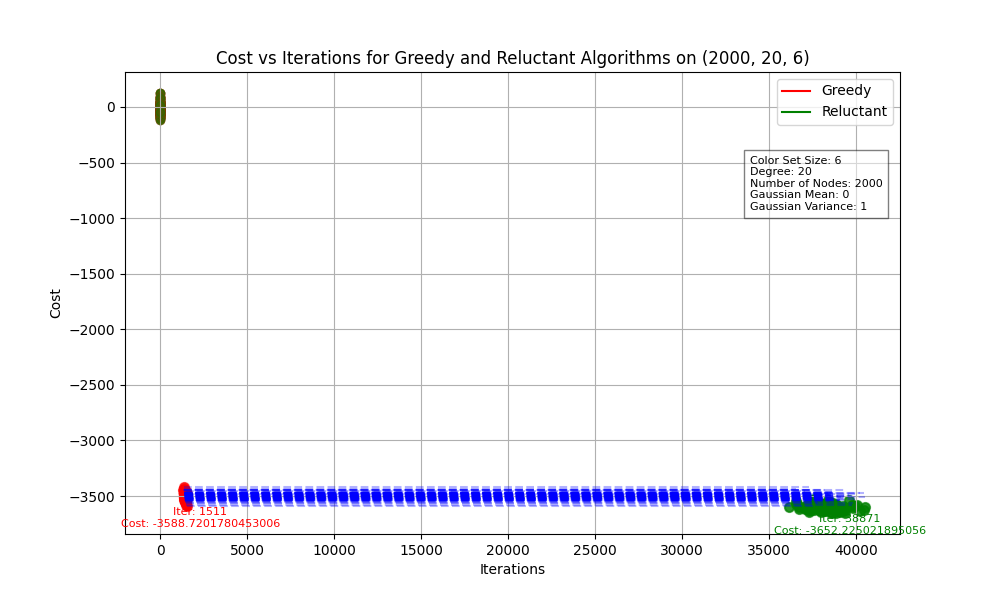 Cost vs Iterations for Greedy and Reluctant Algorithms on (2000, 20, 6)
Greedy
Reluctant
Color Set Size: 6
Degree: 20
Number of Nodes: 2000
Gaussian Mean: 0
Gaussian Variance: 1
Cost
0
−500
−1000
−1500
−2000
−2500
−3000
−3500
Iter: 1511
Cost: -3588.7201780453006
Iter: 38871
Cost: -3652.225021895056
0
5000
10000
15000
20000
25000
30000
35000
40000
Iterations